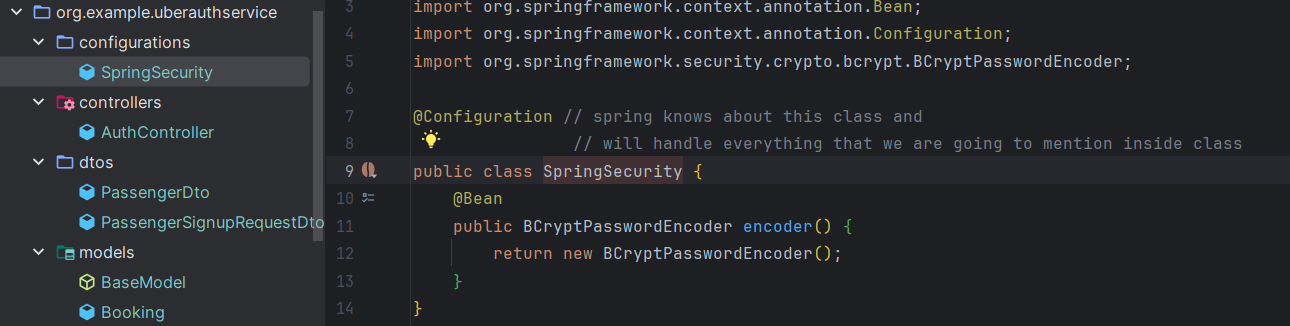 org.example.uberauthservice
configurations
SpringSecurity
controllers
AuthController
dtos
PassengerDto
PassengerSignupRequestDto
models
BaseModel
Booking
3 import org.springframework.context.annotation.Bean;
4 import org.springframework.context.annotation.Configuration;
5 import org.springframework.security.crypto.bcrypt.BCryptPasswordEncoder;
6
7 @Configuration // spring knows about this class and
8 // will handle everything that we are going to mention inside class
9 public class SpringSecurity {
10 @Bean
11 public BCryptPasswordEncoder encoder() {
12 return new BCryptPasswordEncoder();
13 }
14 }